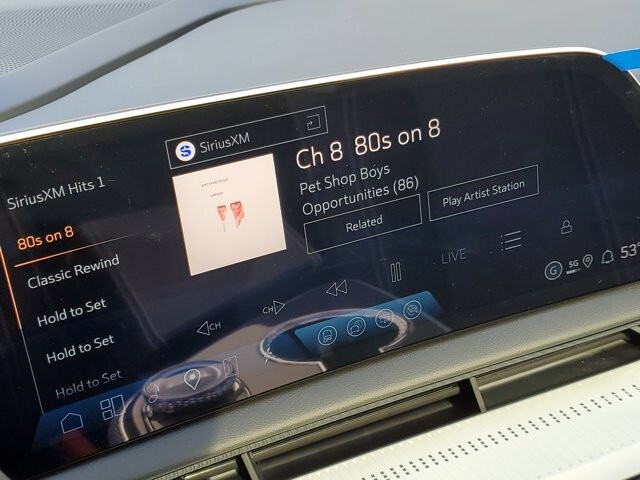 SiriusXM Hits 1
80s on 8
Classic Rewind
Hold to Set
Hold to Set
Hold to Set
SiriusXM
Ch 8 80s on 8
Pet Shop Boys
Opportunities (86)
Related
Play Artist Station
CH
CH
LIVE
G
5G
53°